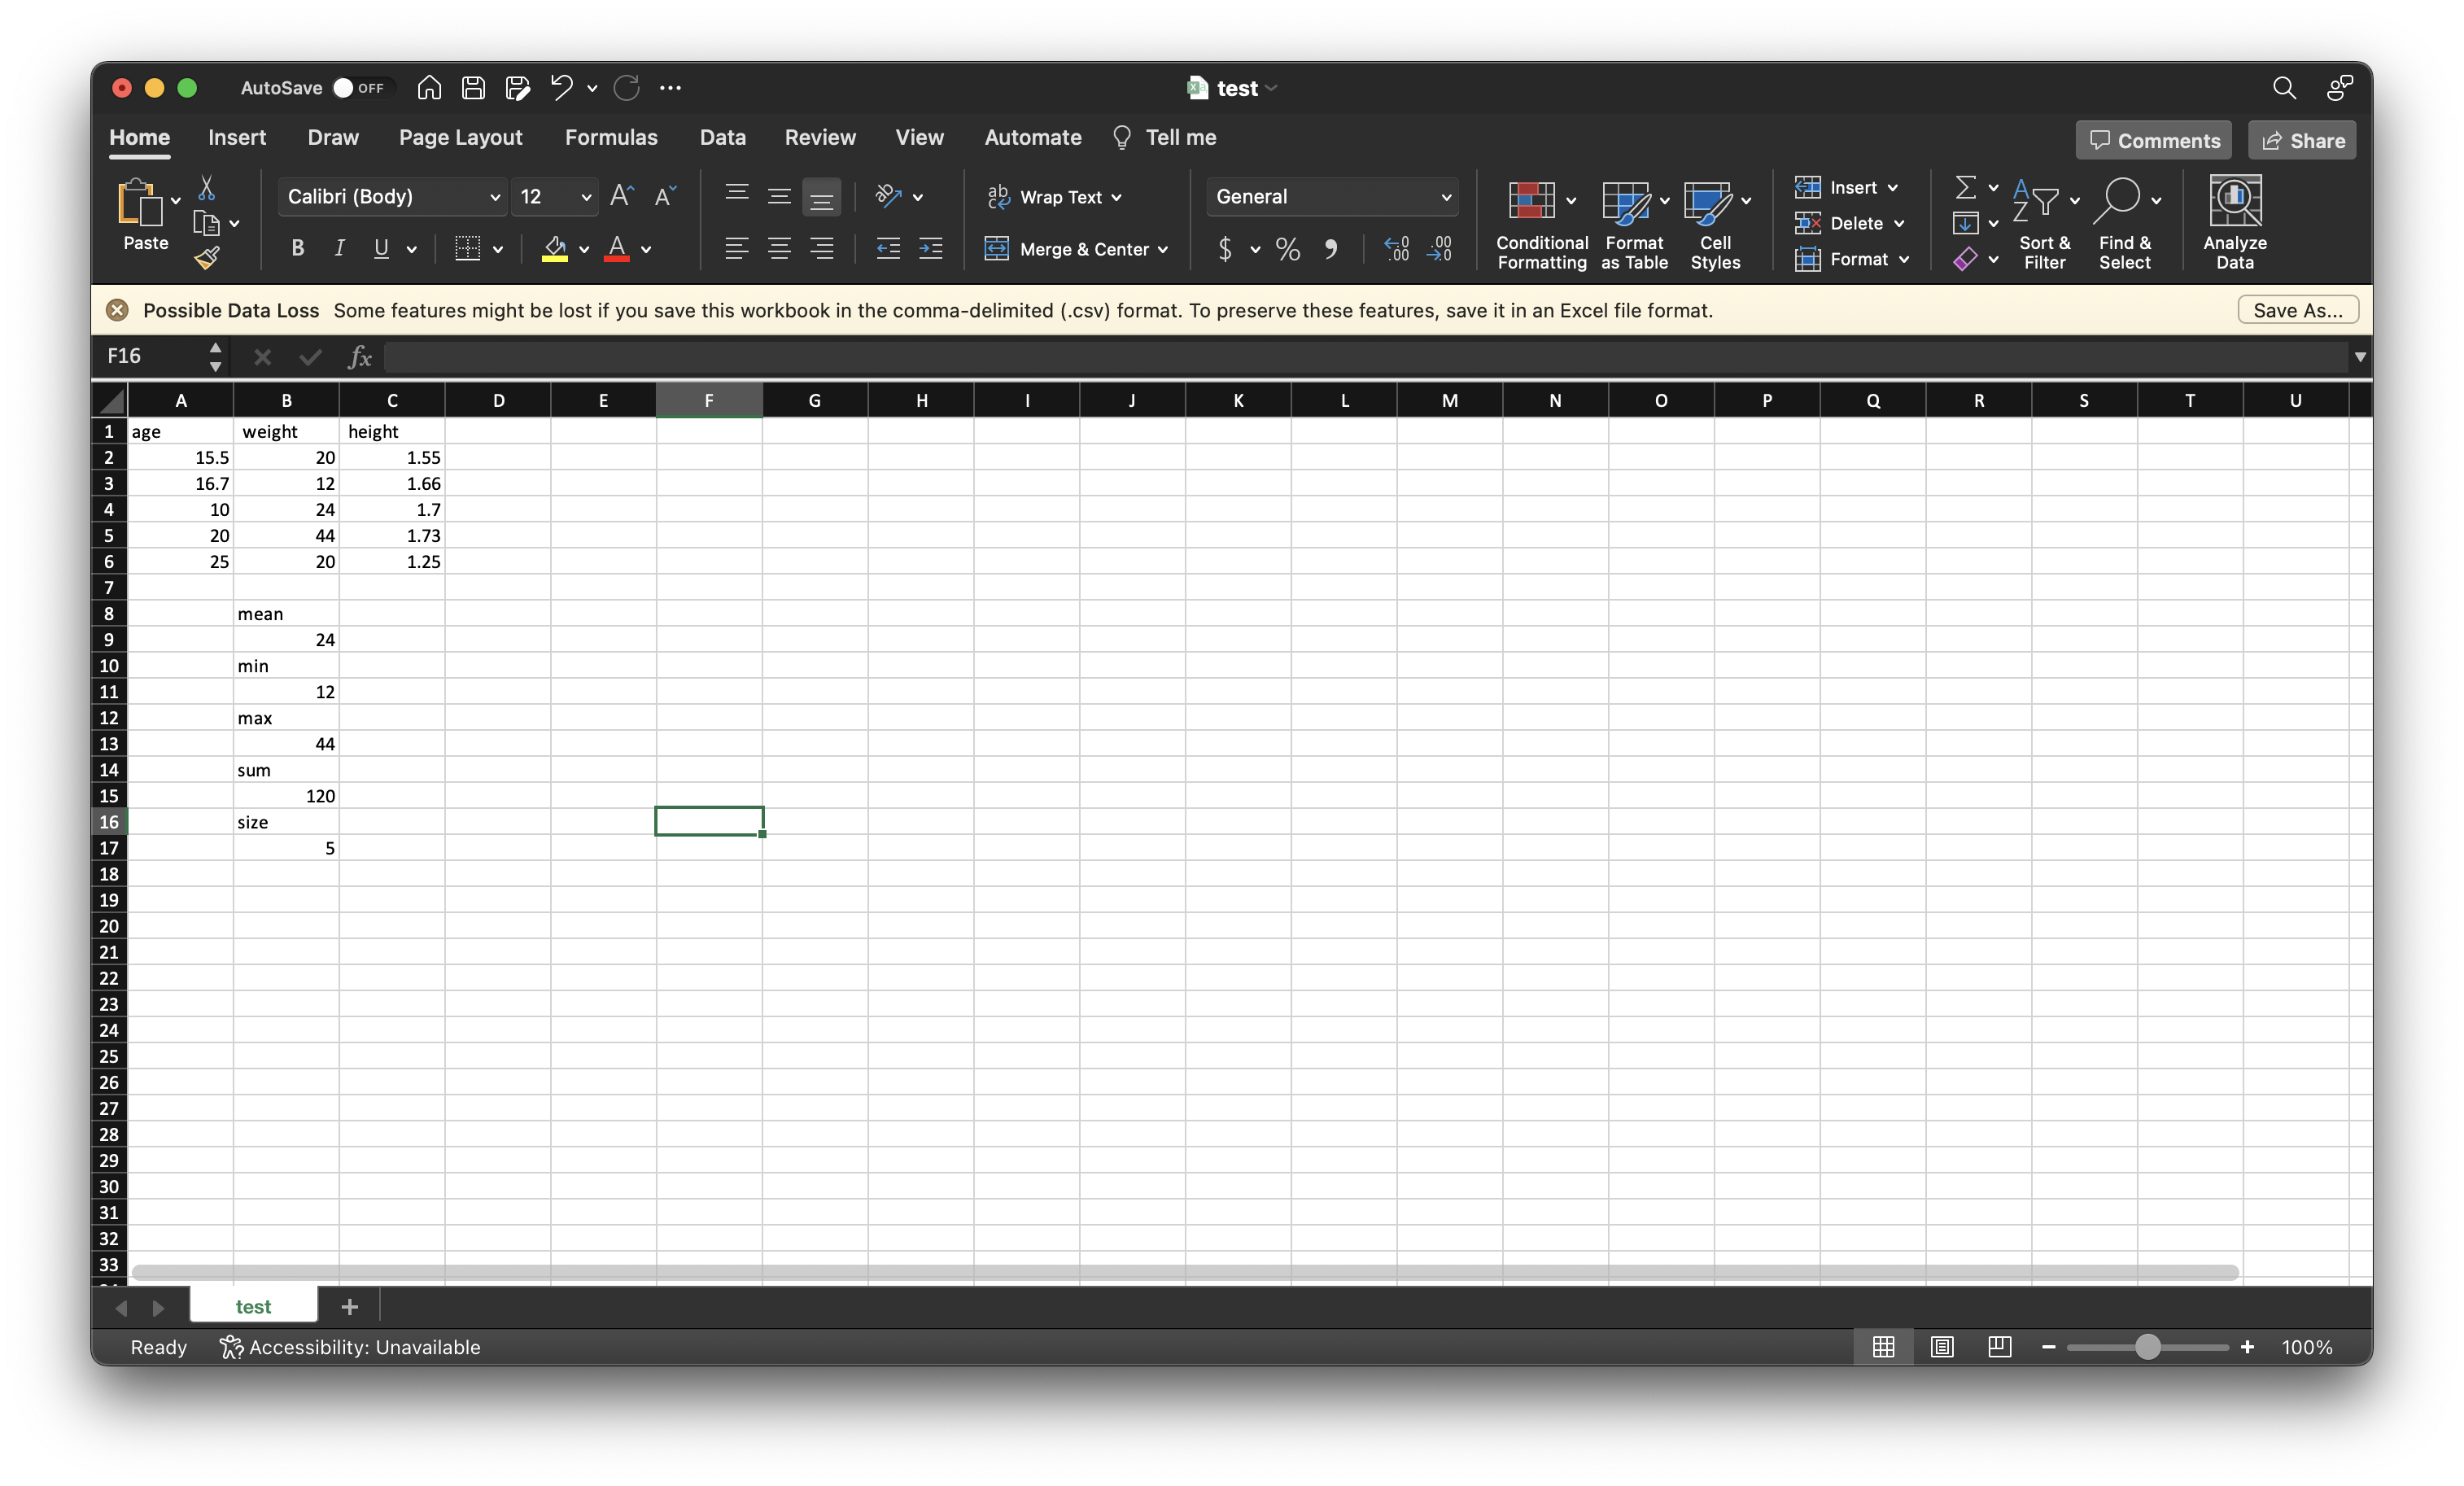 AutoSave OFF test
Home Insert Draw Page Layout Formulas Data Review View Automate Tell me Comments Share
Paste Calibri (Body) 12 A A Wrap Text General Insert
B I U A Merge & Center $ % Conditional Formatting Format as Table Cell Styles Delete Format Sort & Filter Find & Select Analyze Data
Possible Data Loss Some features might be lost if you save this workbook in the comma-delimited (.csv) format. To preserve these features, save it in an Excel file format. Save As...
F16 fx
A B C D E F G H I J K L M N O P Q R S T U
1 age weight height
2 15.5 20 1.55
3 16.7 12 1.66
4 10 24 1.7
5 20 44 1.73
6 25 20 1.25
7
8 mean
9 24
10 min
11 12
12 max
13 44
14 sum
15 120
16 size
17 5
18
19
20
21
22
23
24
25
26
27
28
29
30
31
32
33
test
Ready Accessibility: Unavailable 100%